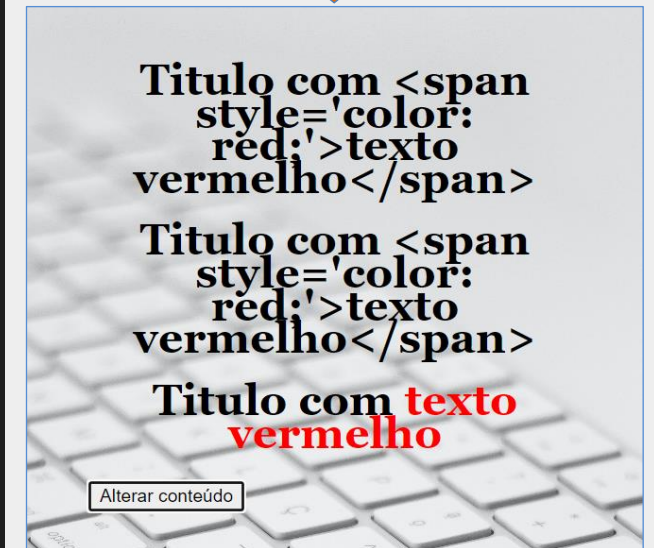 Titulo com <span
style='color:
red;'>texto
vermelho</span>
Titulo com <span
style='color:
red;'>texto
vermelho</span>
Titulo com texto
vermelho
Alterar conteúdo